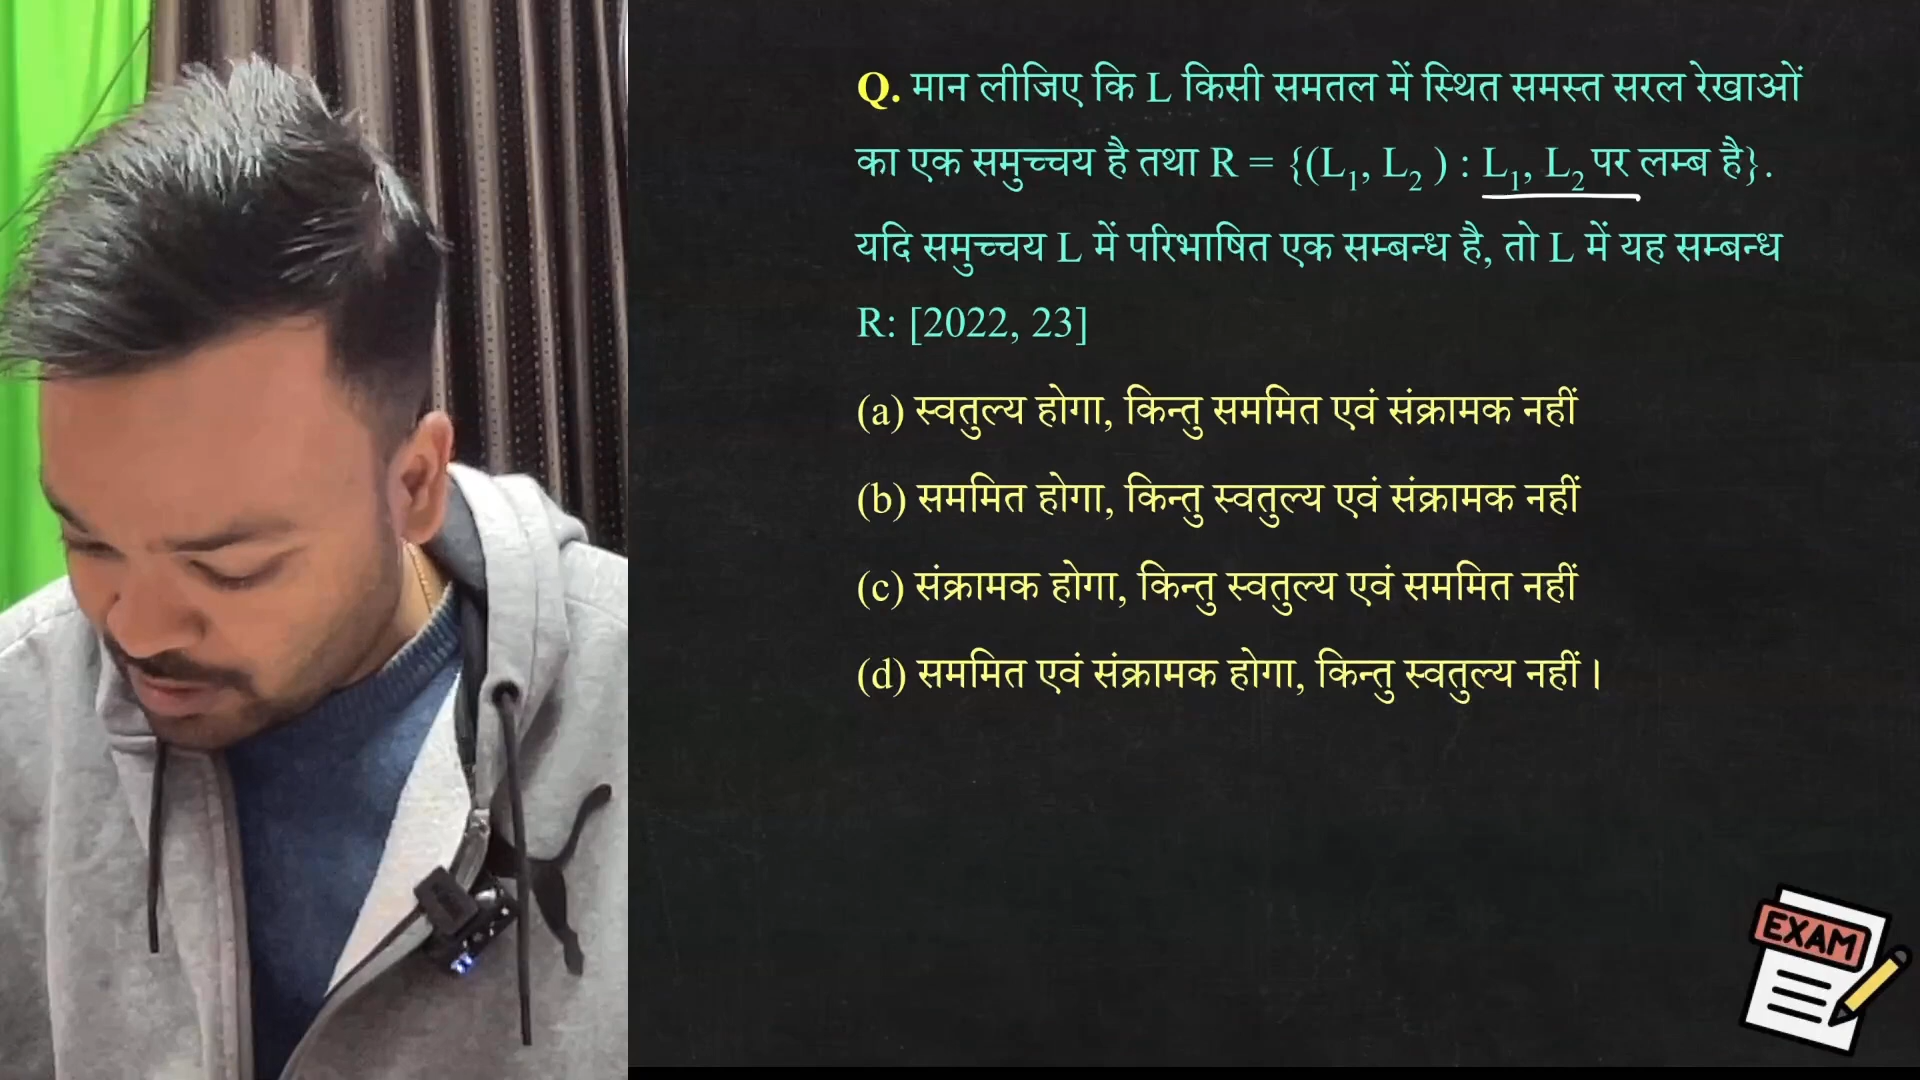 Q. मान लीजिए कि L किसी समतल में स्थित समस्त सरल रेखाओं
का एक समुच्चय है तथा R = {(L₁, L₂ ) : L₁, L₂ पर लम्ब है}.
यदि समुच्चय L में परिभाषित एक सम्बन्ध है, तो L में यह सम्बन्ध
R: [2022, 23]
(a) स्वतुल्य होगा, किन्तु सममित एवं संक्रामक नहीं
(b) सममित होगा, किन्तु स्वतुल्य एवं संक्रामक नहीं
(c) संक्रामक होगा, किन्तु स्वतुल्य एवं सममित नहीं
(d) सममित एवं संक्रामक होगा, किन्तु स्वतुल्य नहीं ।
EXAM